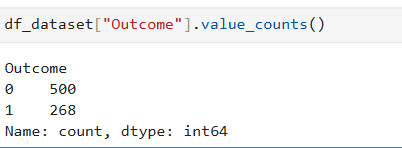 df_dataset["Outcome"].value_counts()
Outcome
0    500
1    268
Name: count, dtype: int64